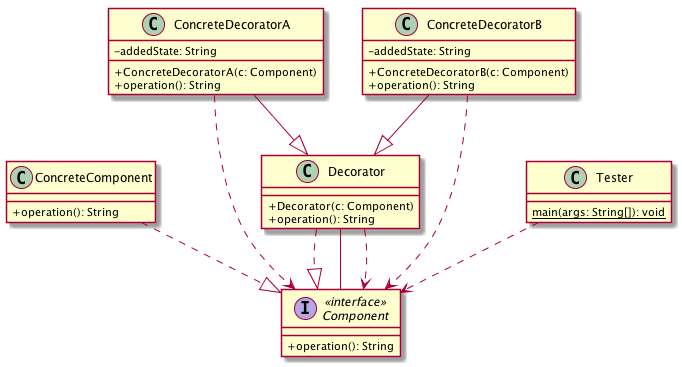 C ConcreteDecoratorA
-addedState: String
+ConcreteDecoratorA(c: Component)
+operation(): String
C ConcreteDecoratorB
-addedState: String
+ConcreteDecoratorB(c: Component)
+operation(): String
C ConcreteComponent
+operation(): String
C Decorator
+Decorator(c: Component)
+operation(): String
C Tester
main(args: String[]): void
I «interface»
Component
+operation(): String